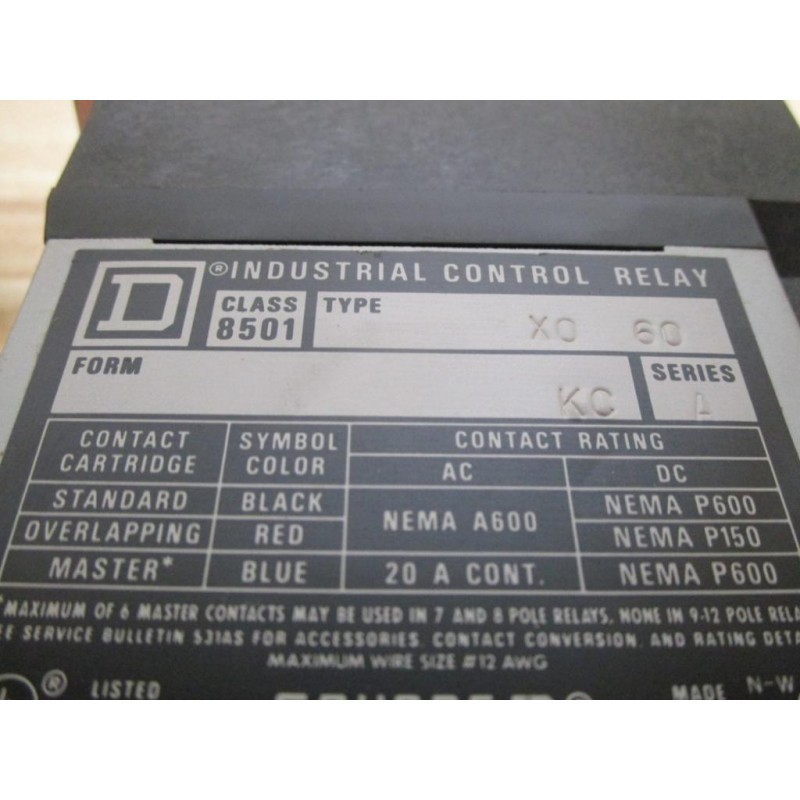 D ®INDUSTRIAL CONTROL RELAY
CLASS 8501 TYPE XO 60
FORM KC SERIES A
CONTACT CARTRIDGE SYMBOL COLOR CONTACT RATING
AC DC
STANDARD BLACK NEMA A600 NEMA P600
OVERLAPPING RED NEMA P150
MASTER* BLUE 20 A CONT. NEMA P600
*MAXIMUM OF 6 MASTER CONTACTS MAY BE USED IN 7 AND 8 POLE RELAYS, NONE IN 9-12 POLE RELA
EE SERVICE BULLETIN 531AS FOR ACCESSORIES, CONTACT CONVERSION, AND RATING DETA
MAXIMUM WIRE SIZE #12 AWG
® LISTED MADE N-W